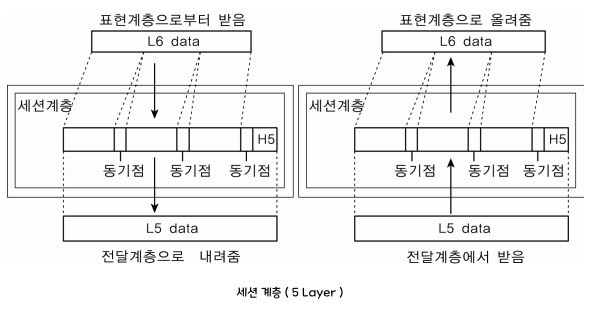 표현계층으로부터 받음
L6 data
세션계층
H5
동기점 동기점 동기점
L5 data
전달계층으로 내려줌
표현계층으로 올려줌
L6 data
세션계층
H5
동기점 동기점 동기점
L5 data
전달계층에서 받음
세션 계층 ( 5 Layer )